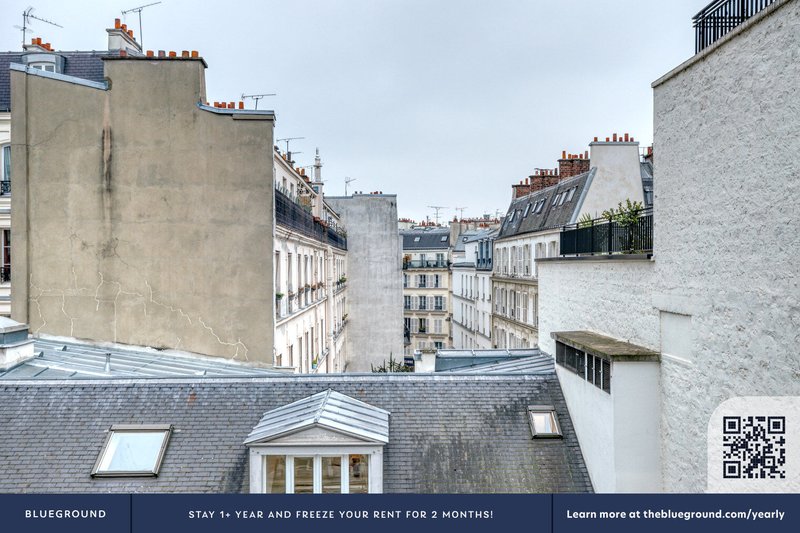 BLUEGROUND
STAY 1+ YEAR AND FREEZE YOUR RENT FOR 2 MONTHS!
Learn more at theblueground.com/yearly